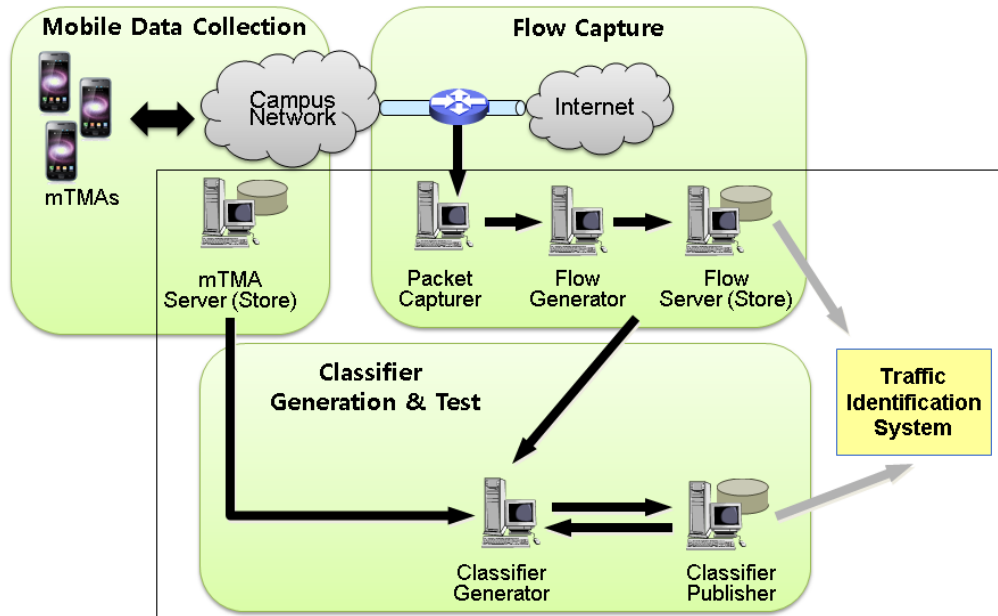 Mobile Data Collection
Flow Capture
Campus
Network
Internet
mTMAs
mTMA
Server (Store)
Packet
Capturer
Flow
Generator
Flow
Server (Store)
Classifier
Generation & Test
Traffic
Identification
System
Classifier
Generator
Classifier
Publisher